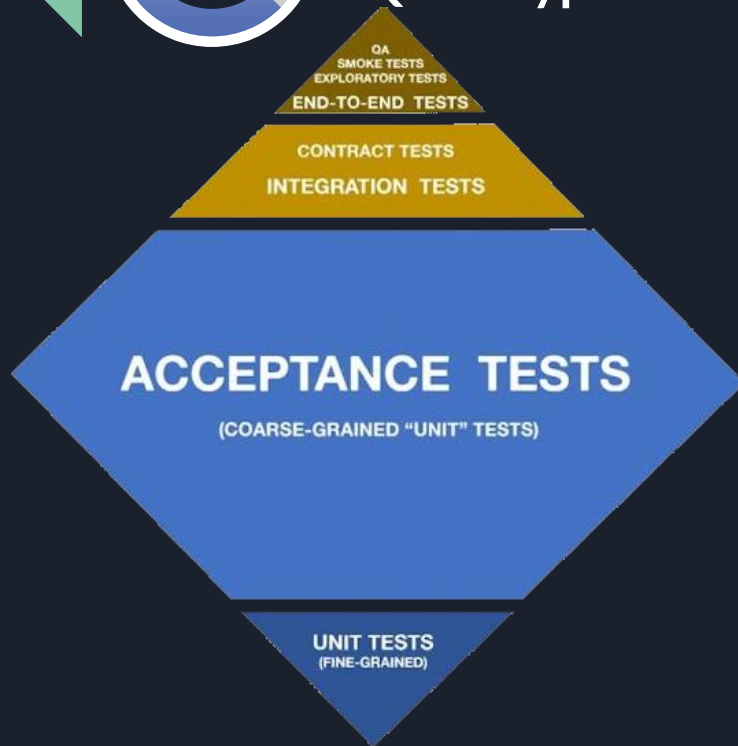 QA
SMOKE TESTS
EXPLORATORY TESTS
END-TO-END TESTS
CONTRACT TESTS
INTEGRATION TESTS
ACCEPTANCE TESTS
(COARSE-GRAINED “UNIT” TESTS)
UNIT TESTS
(FINE-GRAINED)